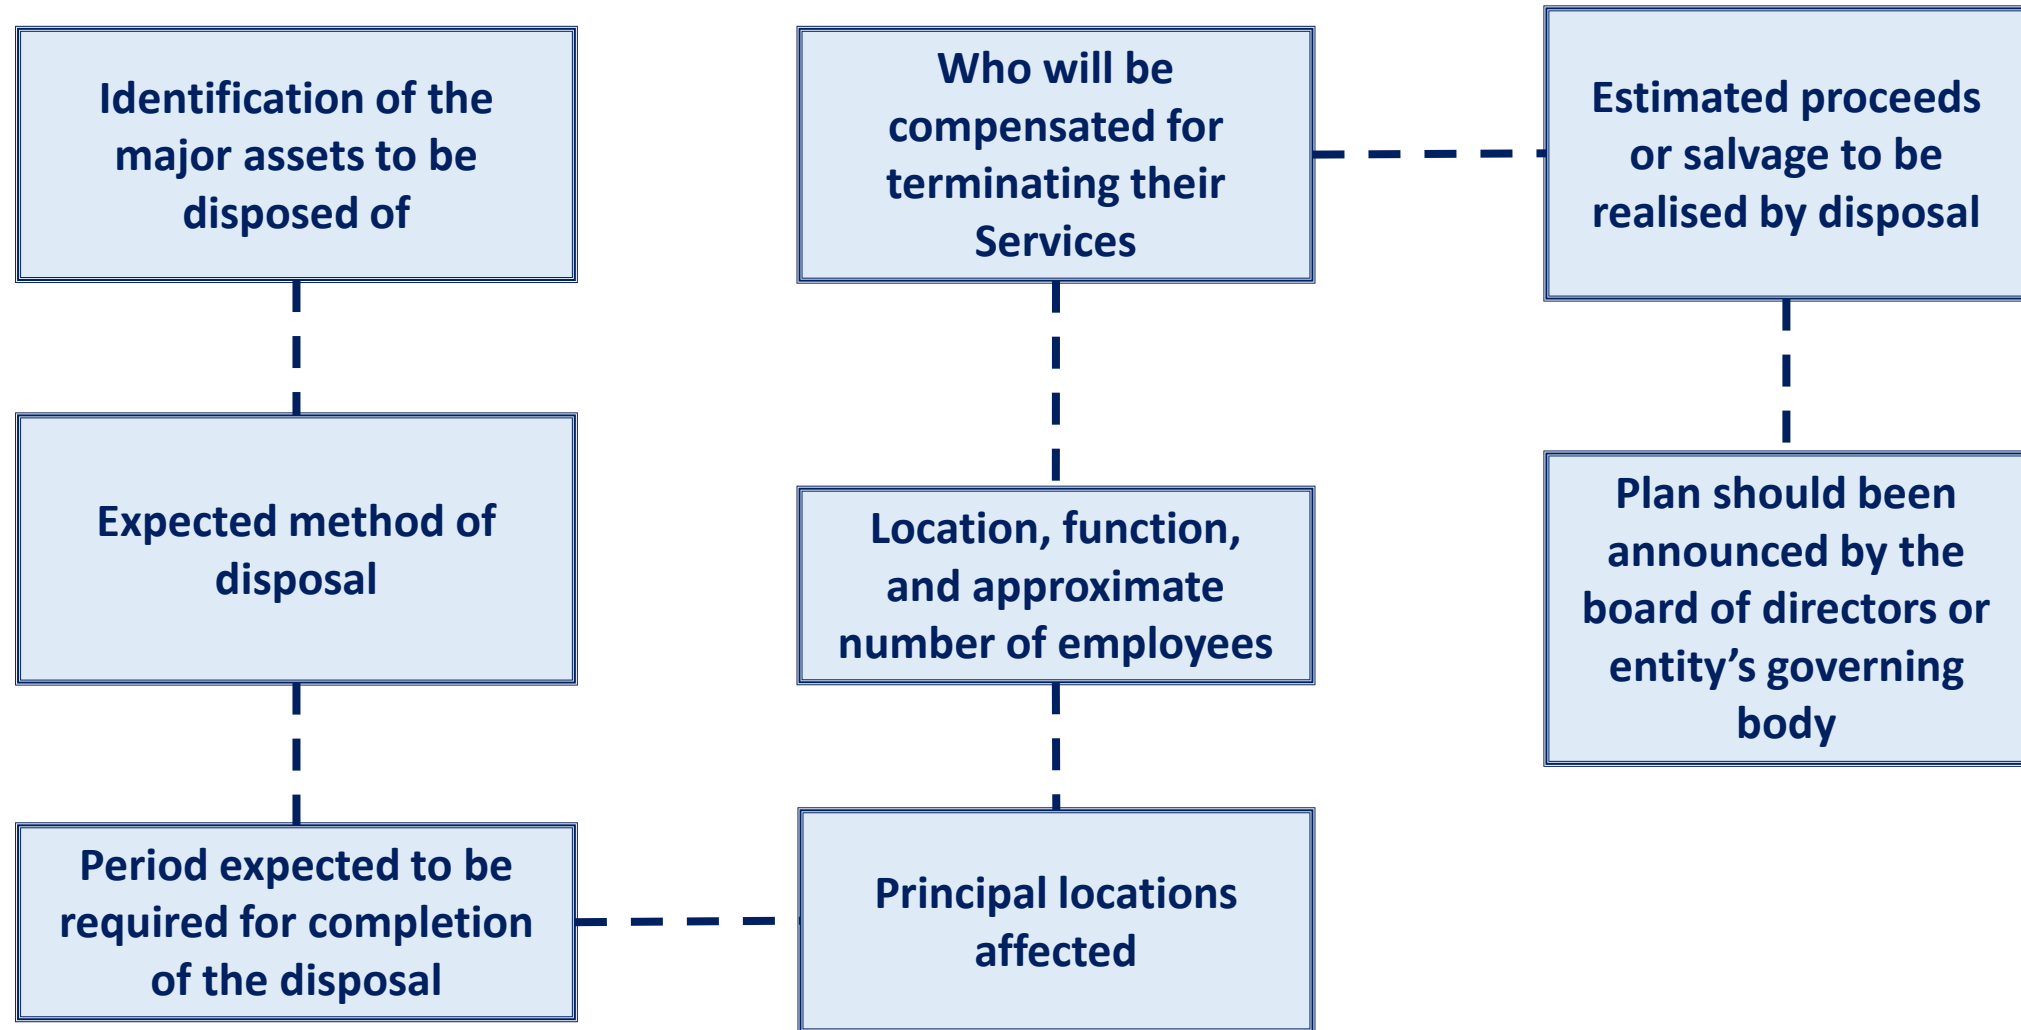 Identification of the
major assets to be
disposed of
Expected method of
disposal
Period expected to be
required for completion
of the disposal
Principal locations
affected
Location, function,
and approximate
number of employees
Who will be
compensated for
terminating their
Services
Estimated proceeds
or salvage to be
realised by disposal
Plan should been
announced by the
board of directors or
entity’s governing
body